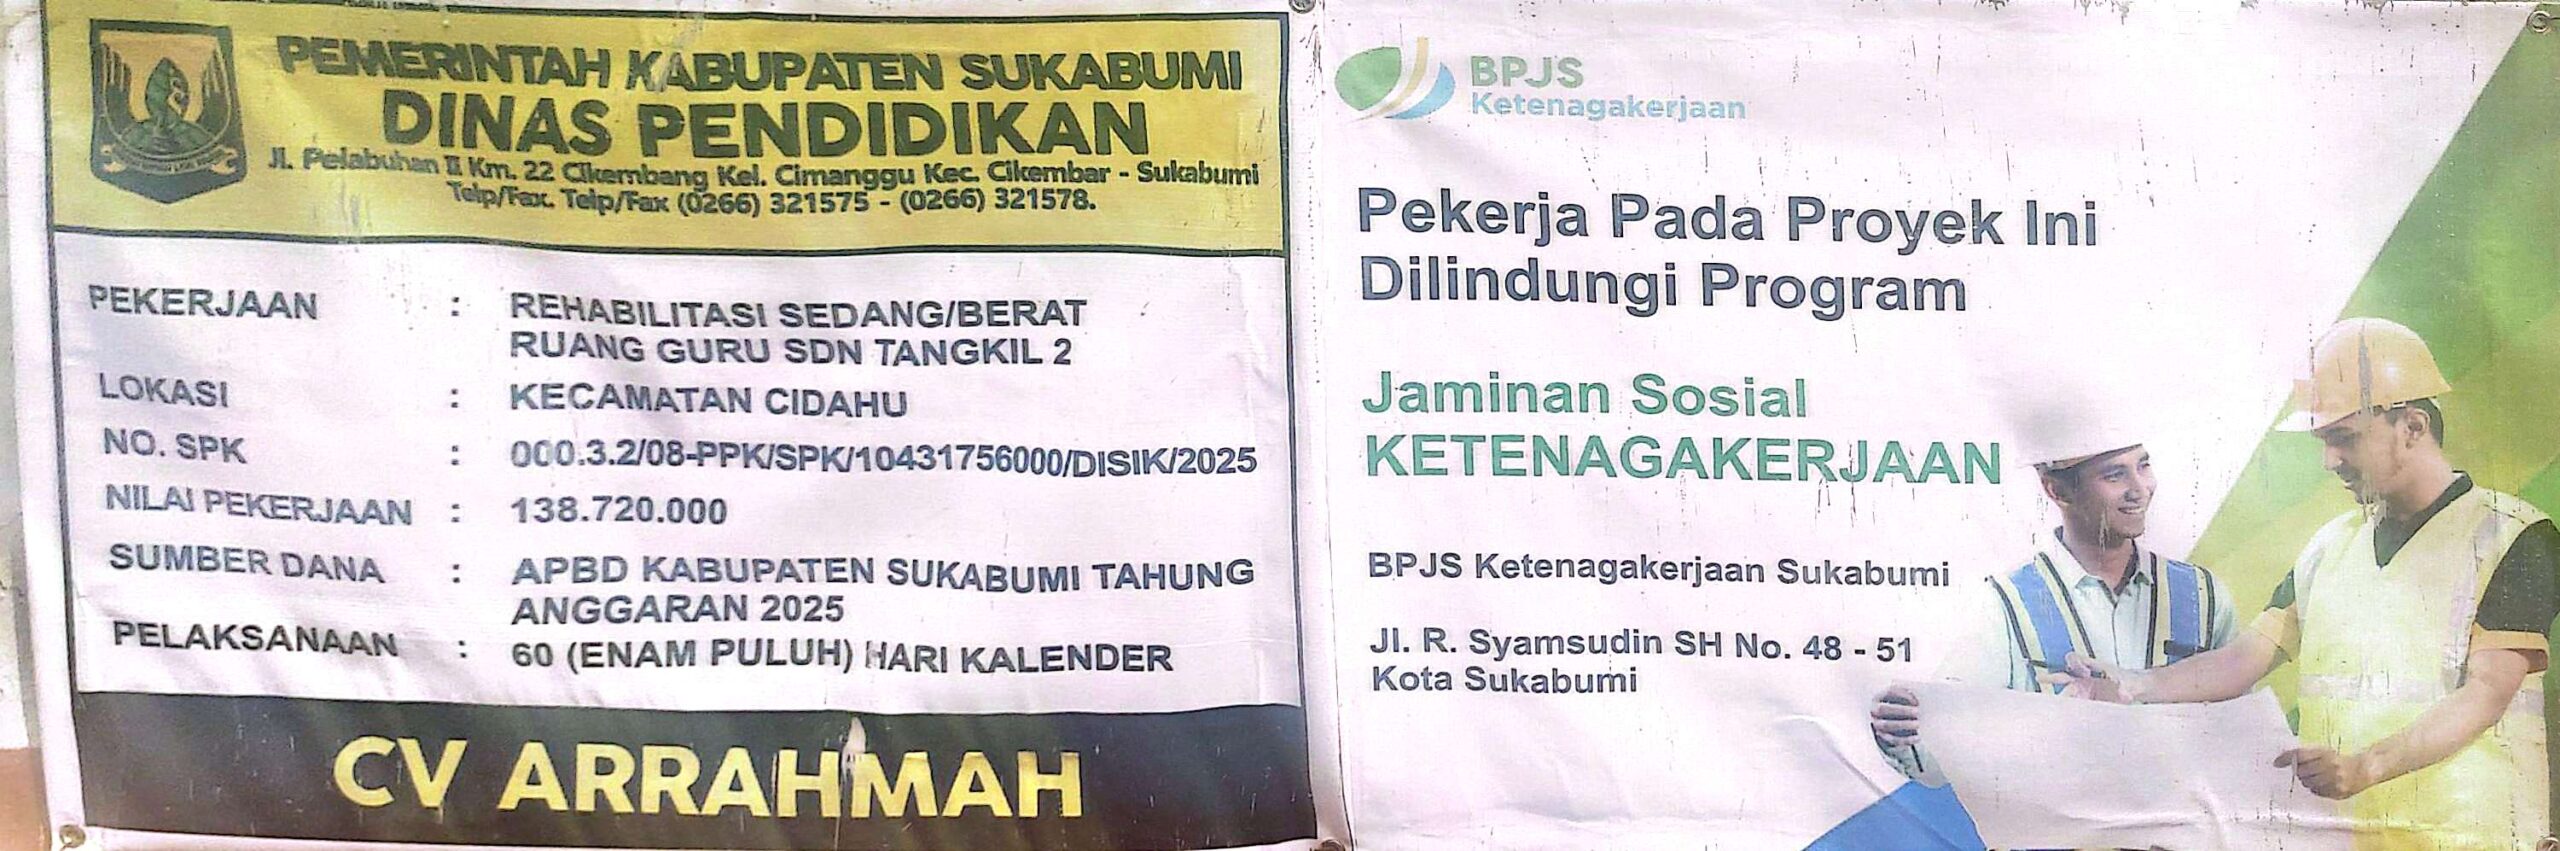 PEMERINTAH KABUPATEN SUKABUMI
DINAS PENDIDIKAN
Jl. Pelabuhan II Km. 22 Cikembang Kel. Cimanggu Kec. Cikembar - Sukabumi
Telp/Fax. Telp/Fax (0266) 321575 - (0266) 321578.
PEKERJAAN : REHABILITASI SEDANG/BERAT
RUANG GURU SDN TANGKIL 2
LOKASI : KECAMATAN CIDAHU
NO. SPK : 000.3.2/08-PPK/SPK/10431756000/DISIK/2025
NILAI PEKERJAAN : 138.720.000
SUMBER DANA : APBD KABUPATEN SUKABUMI TAHUNG
ANGGARAN 2025
PELAKSANAAN : 60 (ENAM PULUH) HARI KALENDER
CV ARRAHMAH
BPJS
Ketenagakerjaan
Pekerja Pada Proyek Ini
Dilindungi Program
Jaminan Sosial
KETENAGAKERJAAN
BPJS Ketenagakerjaan Sukabumi
Jl. R. Syamsudin SH No. 48 - 51
Kota Sukabumi